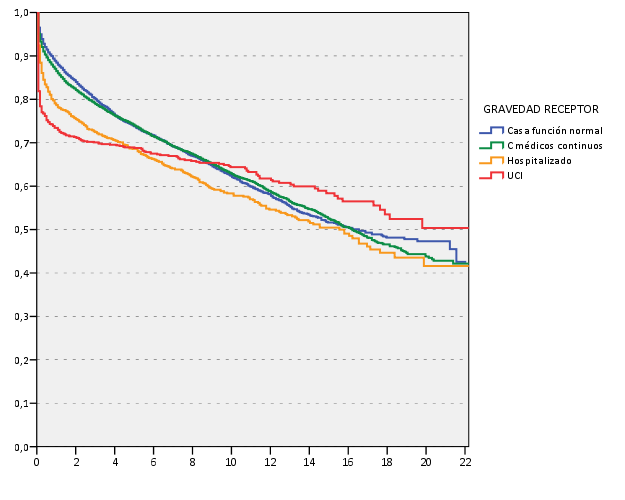 1,0
0,9
0,8
0,7
0,6
0,5
0,4
0,3
0,2
0,1
0,0
0 2 4 6 8 10 12 14 16 18 20 22
GRAVEDAD RECEPTOR
Casa función normal
C médicos continuos
Hospitalizado
UCI